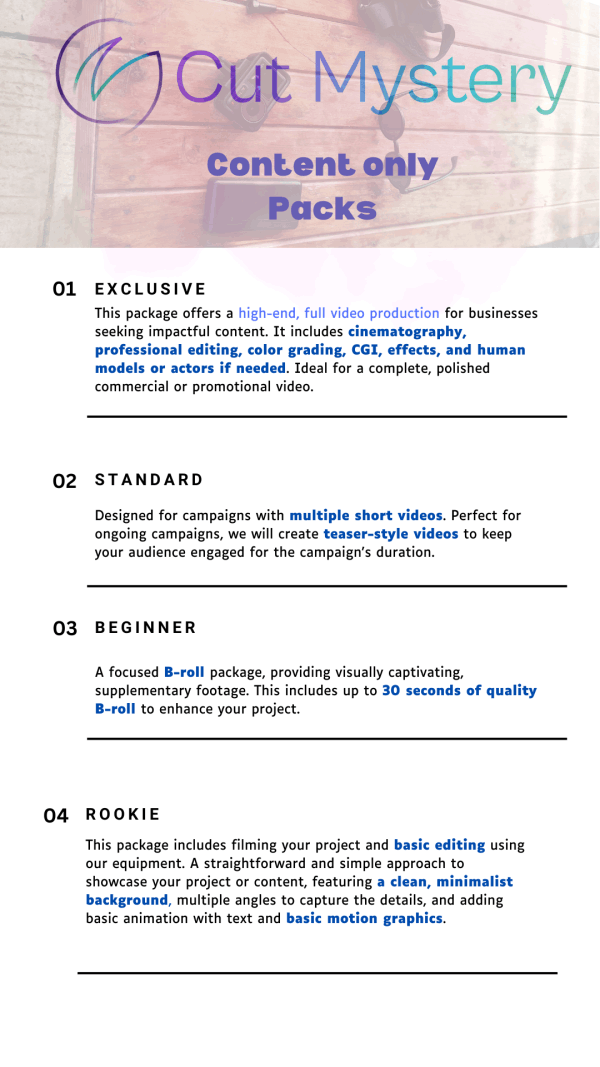 Cut Mystery
Content only
Packs
01 EXCLUSIVE
This package offers a high-end, full video production for businesses
seeking impactful content. It includes cinematography,
professional editing, color grading, CGI, effects, and human
models or actors if needed. Ideal for a complete, polished
commercial or promotional video.
02 STANDARD
Designed for campaigns with multiple short videos. Perfect for
ongoing campaigns, we will create teaser-style videos to keep
your audience engaged for the campaign's duration.
03 BEGINNER
A focused B-roll package, providing visually captivating,
supplementary footage. This includes up to 30 seconds of quality
B-roll to enhance your project.
04 ROOKIE
This package includes filming your project and basic editing using
our equipment. A straightforward and simple approach to
showcase your project or content, featuring a clean, minimalist
background, multiple angles to capture the details, and adding
basic animation with text and basic motion graphics.